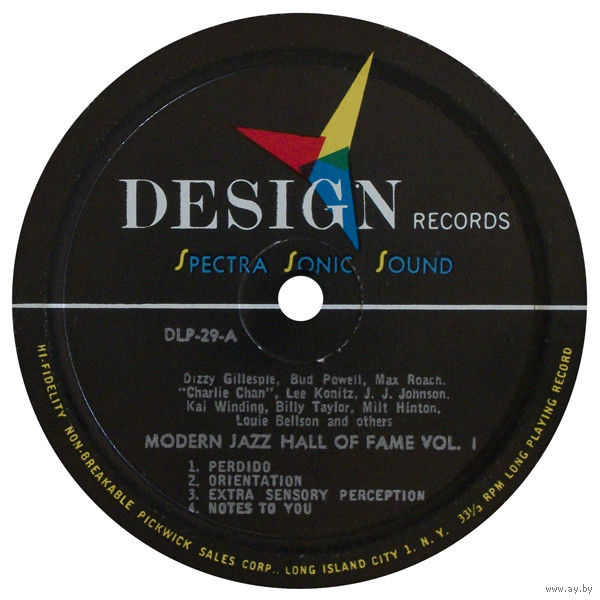 DESIGN RECORDS
SPECTRA SONIC SOUND
DLP-29-A
Dizzy Gillespie, Bud Powell, Max Roach,
"Charlie Chan", Lee Konitz, J. J. Johnson,
Kai Winding, Billy Taylor, Milt Hinton,
Louie Bellson and others
MODERN JAZZ HALL OF FAME VOL. I
1. PERDIDO
2. ORIENTATION
3. EXTRA SENSORY PERCEPTION
4. NOTES TO YOU
HI-FIDELITY NON-BREAKABLE PICKWICK SALES CORP., LONG ISLAND CITY 1, N. Y. 33⅓ RPM LONG PLAYING RECORD
www.ay.by